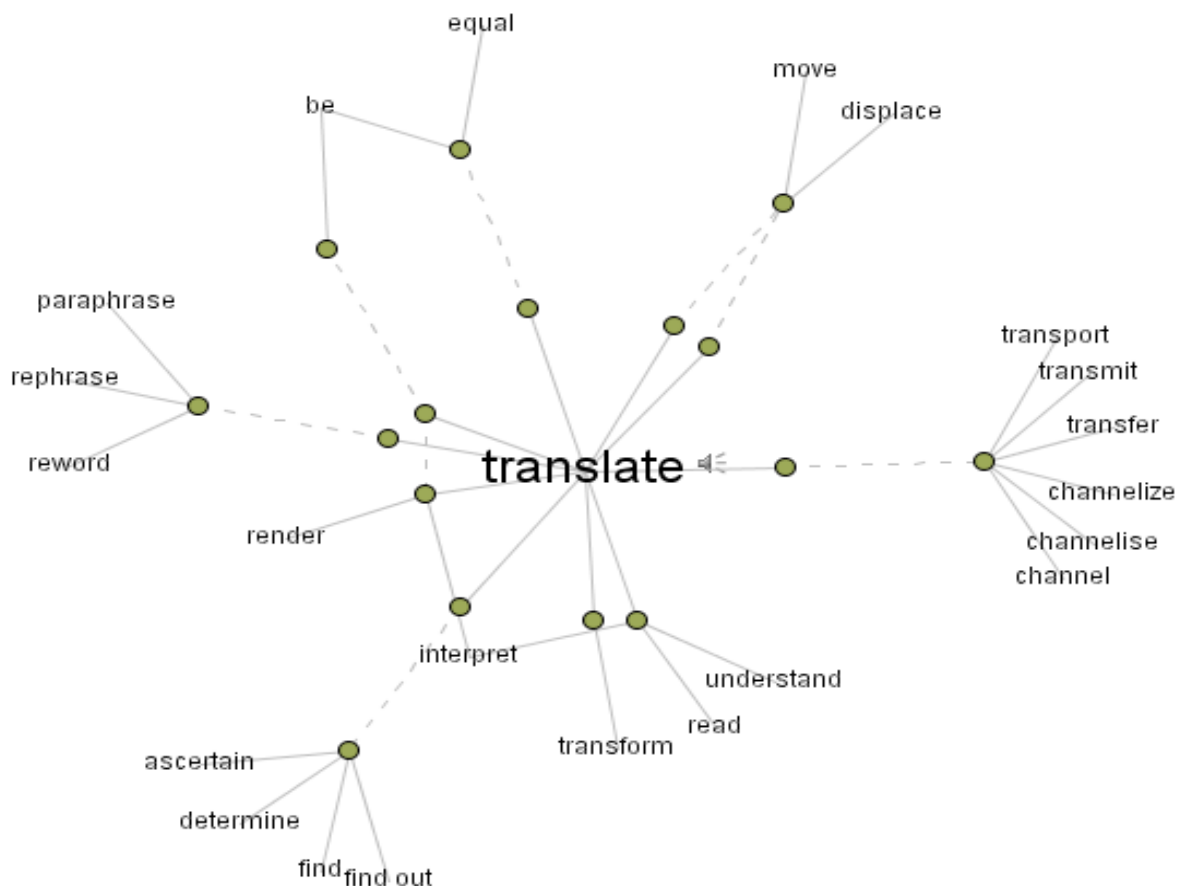 equal
move
be
displace
paraphrase
transport
rephrase
transmit
transfer
reword
translate
channelize
render
channelise
channel
interpret
understand
read
transform
ascertain
determine
find
find out